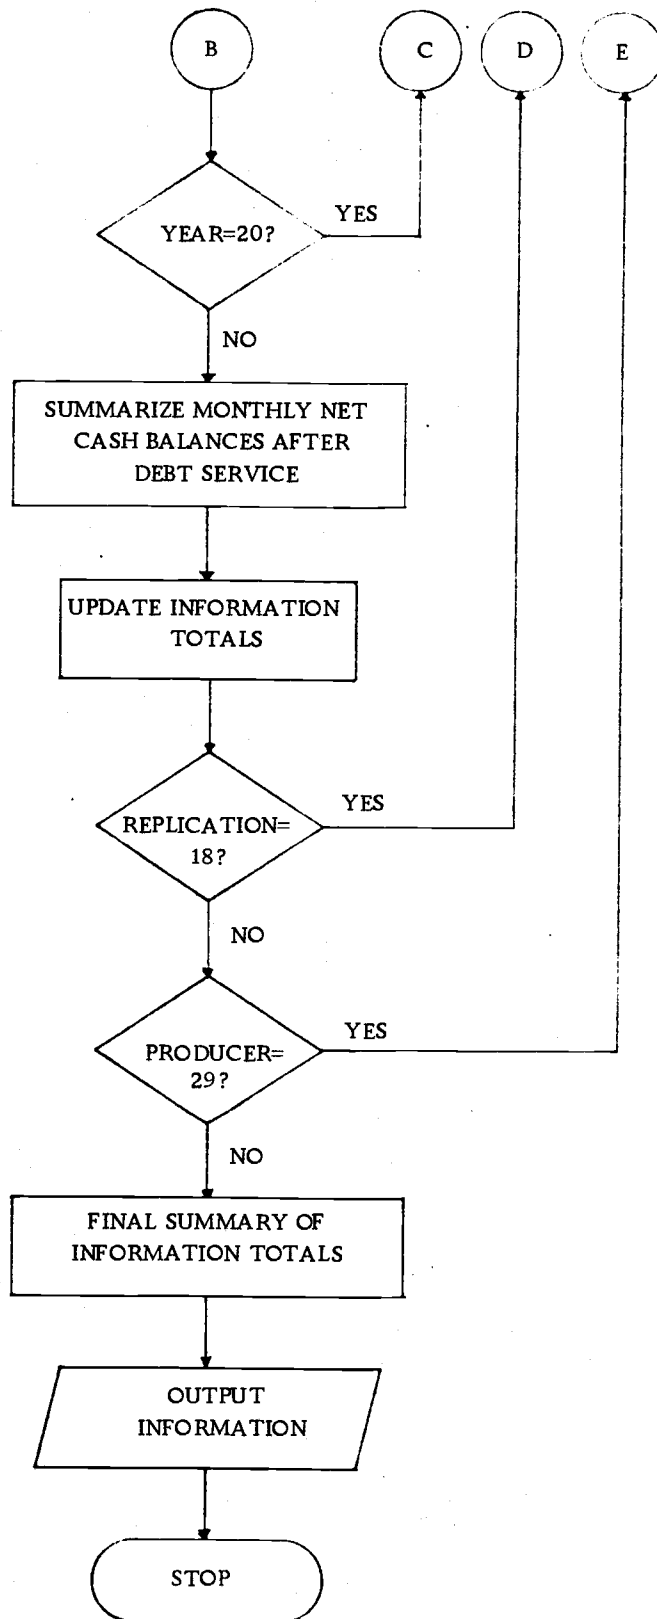 B
C
D
E
YEAR=20?
YES
NO
SUMMARIZE MONTHLY NET
CASH BALANCES AFTER
DEBT SERVICE
UPDATE INFORMATION
TOTALS
REPLICATION=
18?
YES
NO
PRODUCER=
29?
YES
NO
FINAL SUMMARY OF
INFORMATION TOTALS
OUTPUT
INFORMATION
STOP